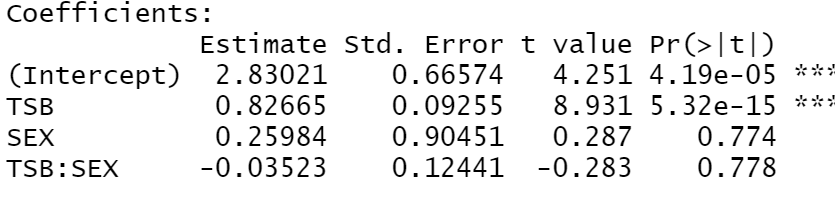 Coefficients:
Estimate Std. Error t value Pr(>|t|)
(Intercept) 2.83021 0.66574 4.251 4.19e-05 ***
TSB 0.82665 0.09255 8.931 5.32e-15 ***
SEX 0.25984 0.90451 0.287 0.774
TSB:SEX -0.03523 0.12441 -0.283 0.778